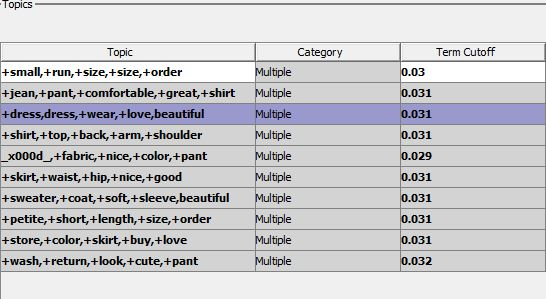 Topics
Topic Category Term Cutoff
+small,+run,+size,+size,+order Multiple 0.03
+jean,+pant,+comfortable,+great,+shirt Multiple 0.031
+dress,dress,+wear,+love,beautiful Multiple 0.031
+shirt,+top,+back,+arm,+shoulder Multiple 0.031
_x000d_,+fabric,+nice,+color,+pant Multiple 0.029
+skirt,+waist,+hip,+nice,+good Multiple 0.031
+sweater,+coat,+soft,+sleeve,beautiful Multiple 0.031
+petite,+short,+length,+size,+order Multiple 0.031
+store,+color,+skirt,+buy,+love Multiple 0.031
+wash,+return,+look,+cute,+pant Multiple 0.032